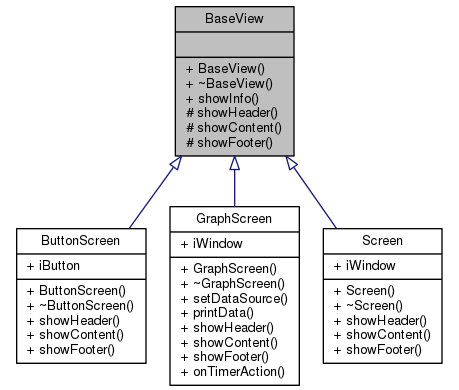 BaseView
+ BaseView()
+ ~BaseView()
+ showInfo()
# showHeader()
# showContent()
# showFooter()
ButtonScreen
+ iButton
+ ButtonScreen()
+ ~ButtonScreen()
+ showHeader()
+ showContent()
+ showFooter()
GraphScreen
+ iWindow
+ GraphScreen()
+ ~GraphScreen()
+ setDataSource()
+ printData()
+ showHeader()
+ showContent()
+ showFooter()
+ onTimerAction()
Screen
+ iWindow
+ Screen()
+ ~Screen()
+ showHeader()
+ showContent()
+ showFooter()